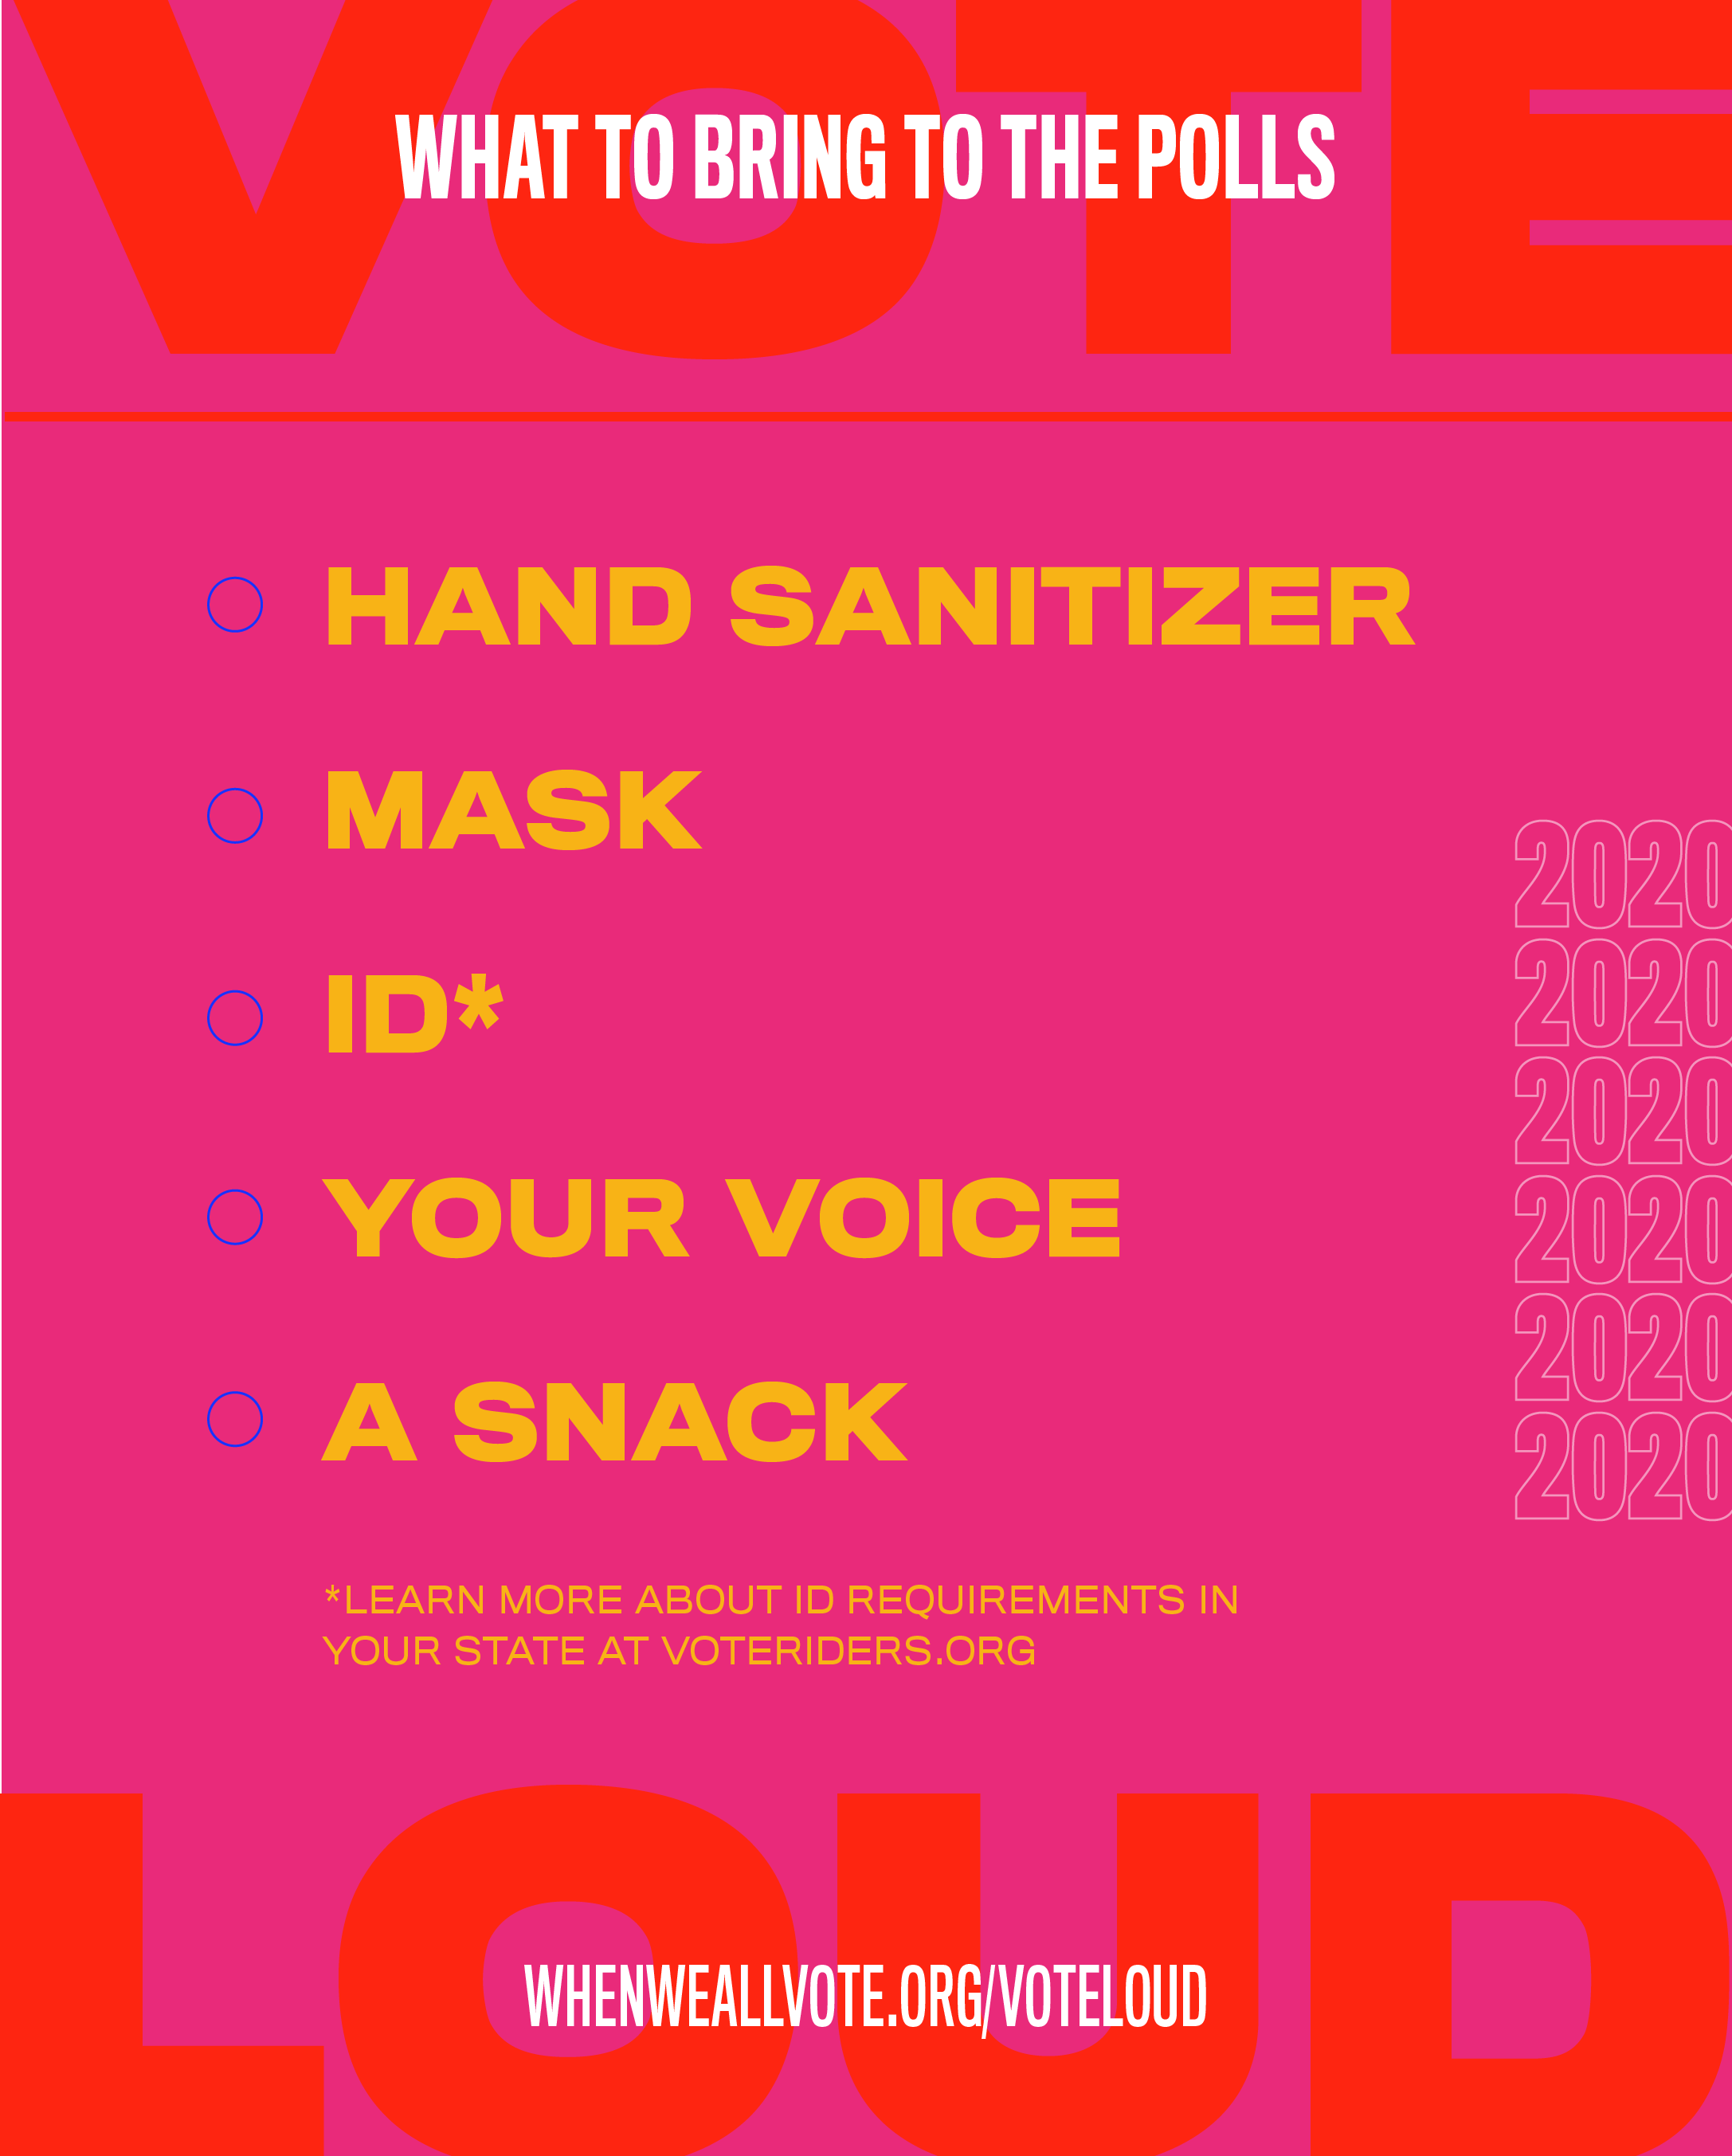 VOTE
WHAT TO BRING TO THE POLLS
HAND SANITIZER
MASK
ID*
YOUR VOICE
A SNACK
2020
2020
2020
2020
2020
2020
*LEARN MORE ABOUT ID REQUIREMENTS IN
YOUR STATE AT VOTERIDERS.ORG
LOUD
WHENWEALLVOTE.ORG/VOTELOUD